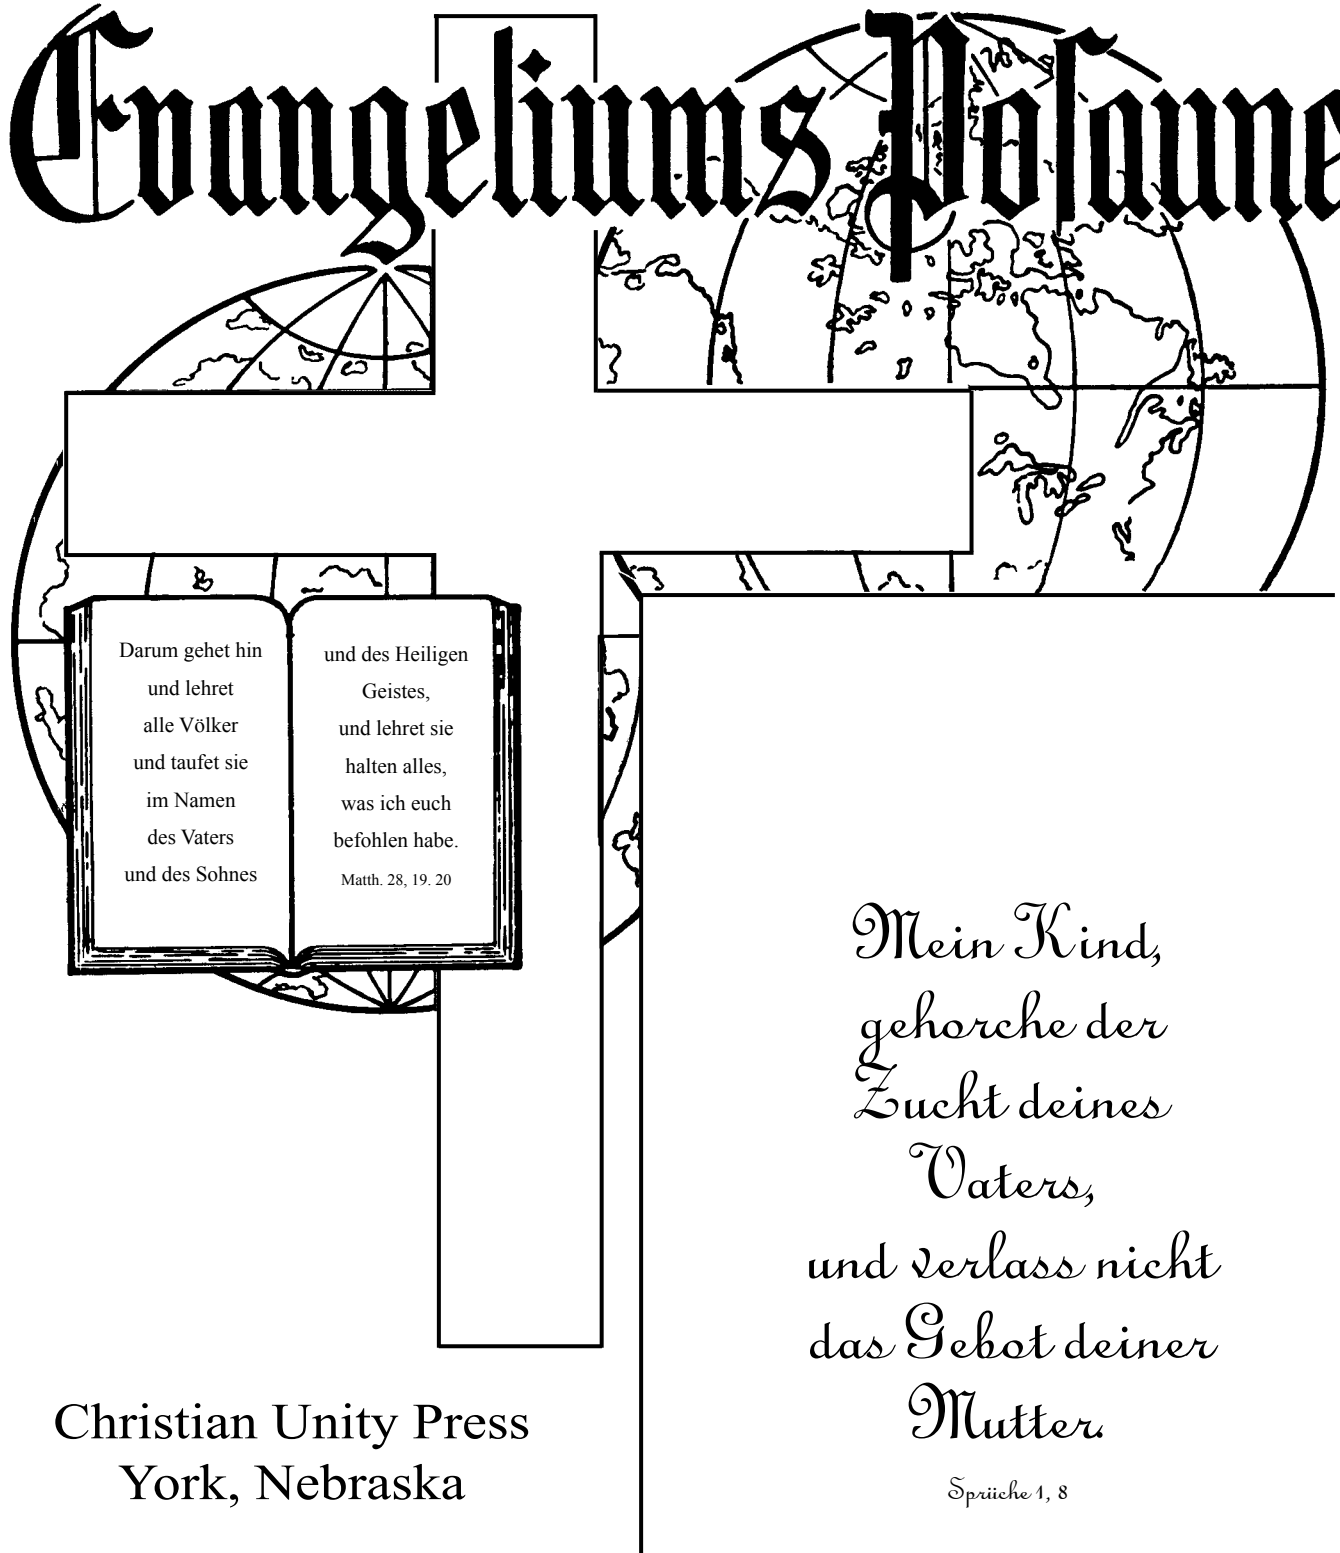 Evangeliums Poſaune
Darum gehet hin
und lehret
alle Völker
und taufet sie
im Namen
des Vaters
und des Sohnes
und des Heiligen
Geistes,
und lehret sie
halten alles,
was ich euch
befohlen habe.
Matth. 28, 19. 20
Mein Kind,
gehorche der
Zucht deines
Vaters,
und verlass nicht
das Gebot deiner
Mutter.
Sprüche 1, 8
Christian Unity Press
York, Nebraska